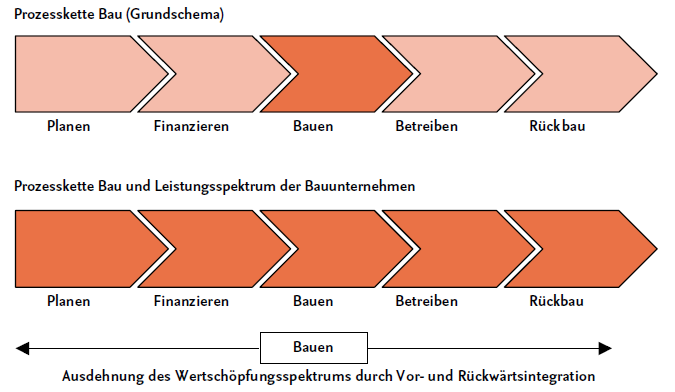 Prozesskette Bau (Grundschema)
Planen Finanzieren Bauen Betreiben Rückbau
Prozesskette Bau und Leistungsspektrum der Bauunternehmen
Planen Finanzieren Bauen Betreiben Rückbau
Bauen
Ausdehnung des Wertschöpfungsspektrums durch Vor- und Rückwärtsintegration